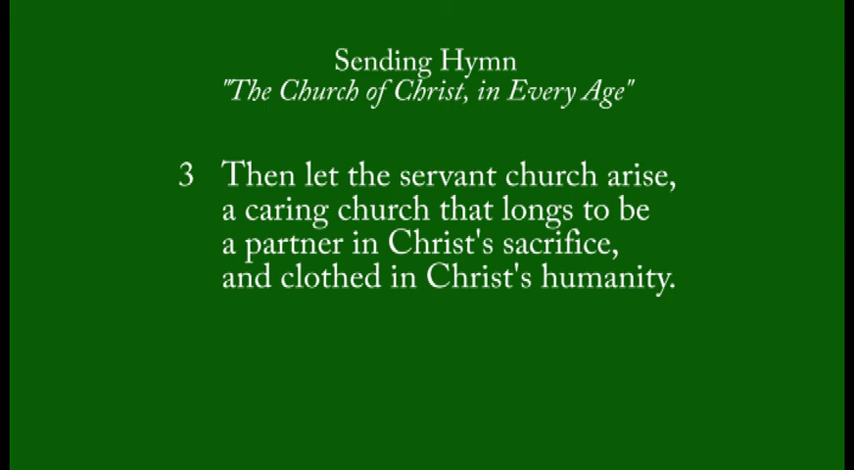 Sending Hymn
"The Church of Christ, in Every Age"
3 Then let the servant church arise,
a caring church that longs to be
a partner in Christ's sacrifice,
and clothed in Christ's humanity.